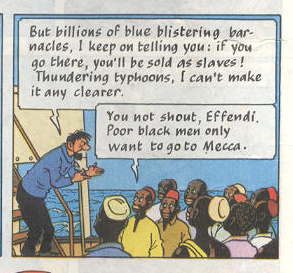 But billions of blue blistering bar-
nacles, I keep on telling you: if you
go there, you'll be sold as slaves!
Thundering typhoons, I can't make
it any clearer.
You not shout, Effendi.
Poor black men only
want to go to Mecca.